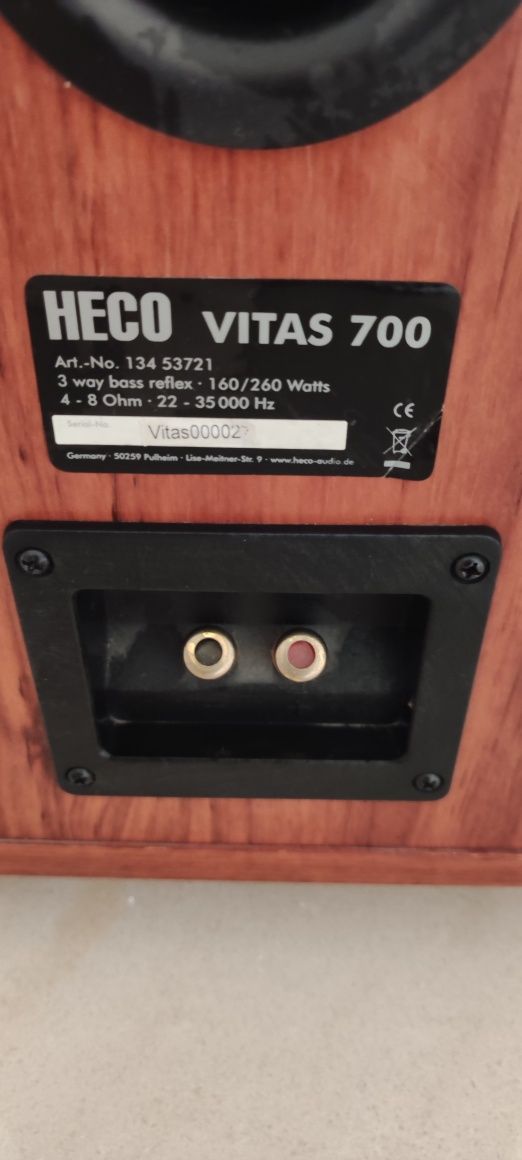 HECO VITAS 700
Art.-No. 134 53721
3 way bass reflex · 160/260 Watts
4 - 8 Ohm · 22 - 35 000 Hz
CE
Serial-No.
Vitas00002
Germany · 50259 Pulheim · Lise-Meitner-Str. 9 · www.heco-audio.de